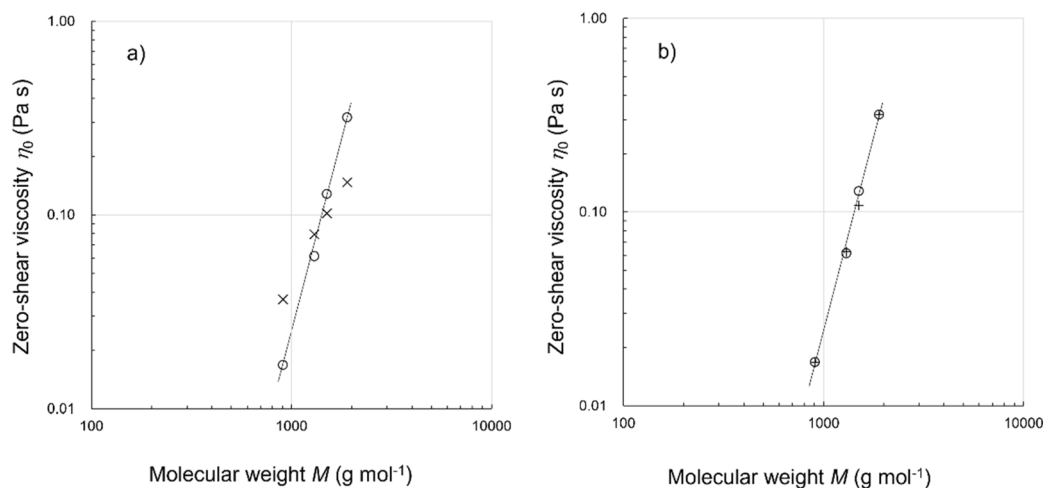 a)
Zero-shear viscosity η₀ (Pa s)
1.00
0.10
0.01
100
1000
10000
Molecular weight M (g mol⁻¹)
b)
Zero-shear viscosity η₀ (Pa s)
1.00
0.10
0.01
100
1000
10000
Molecular weight M (g mol⁻¹)